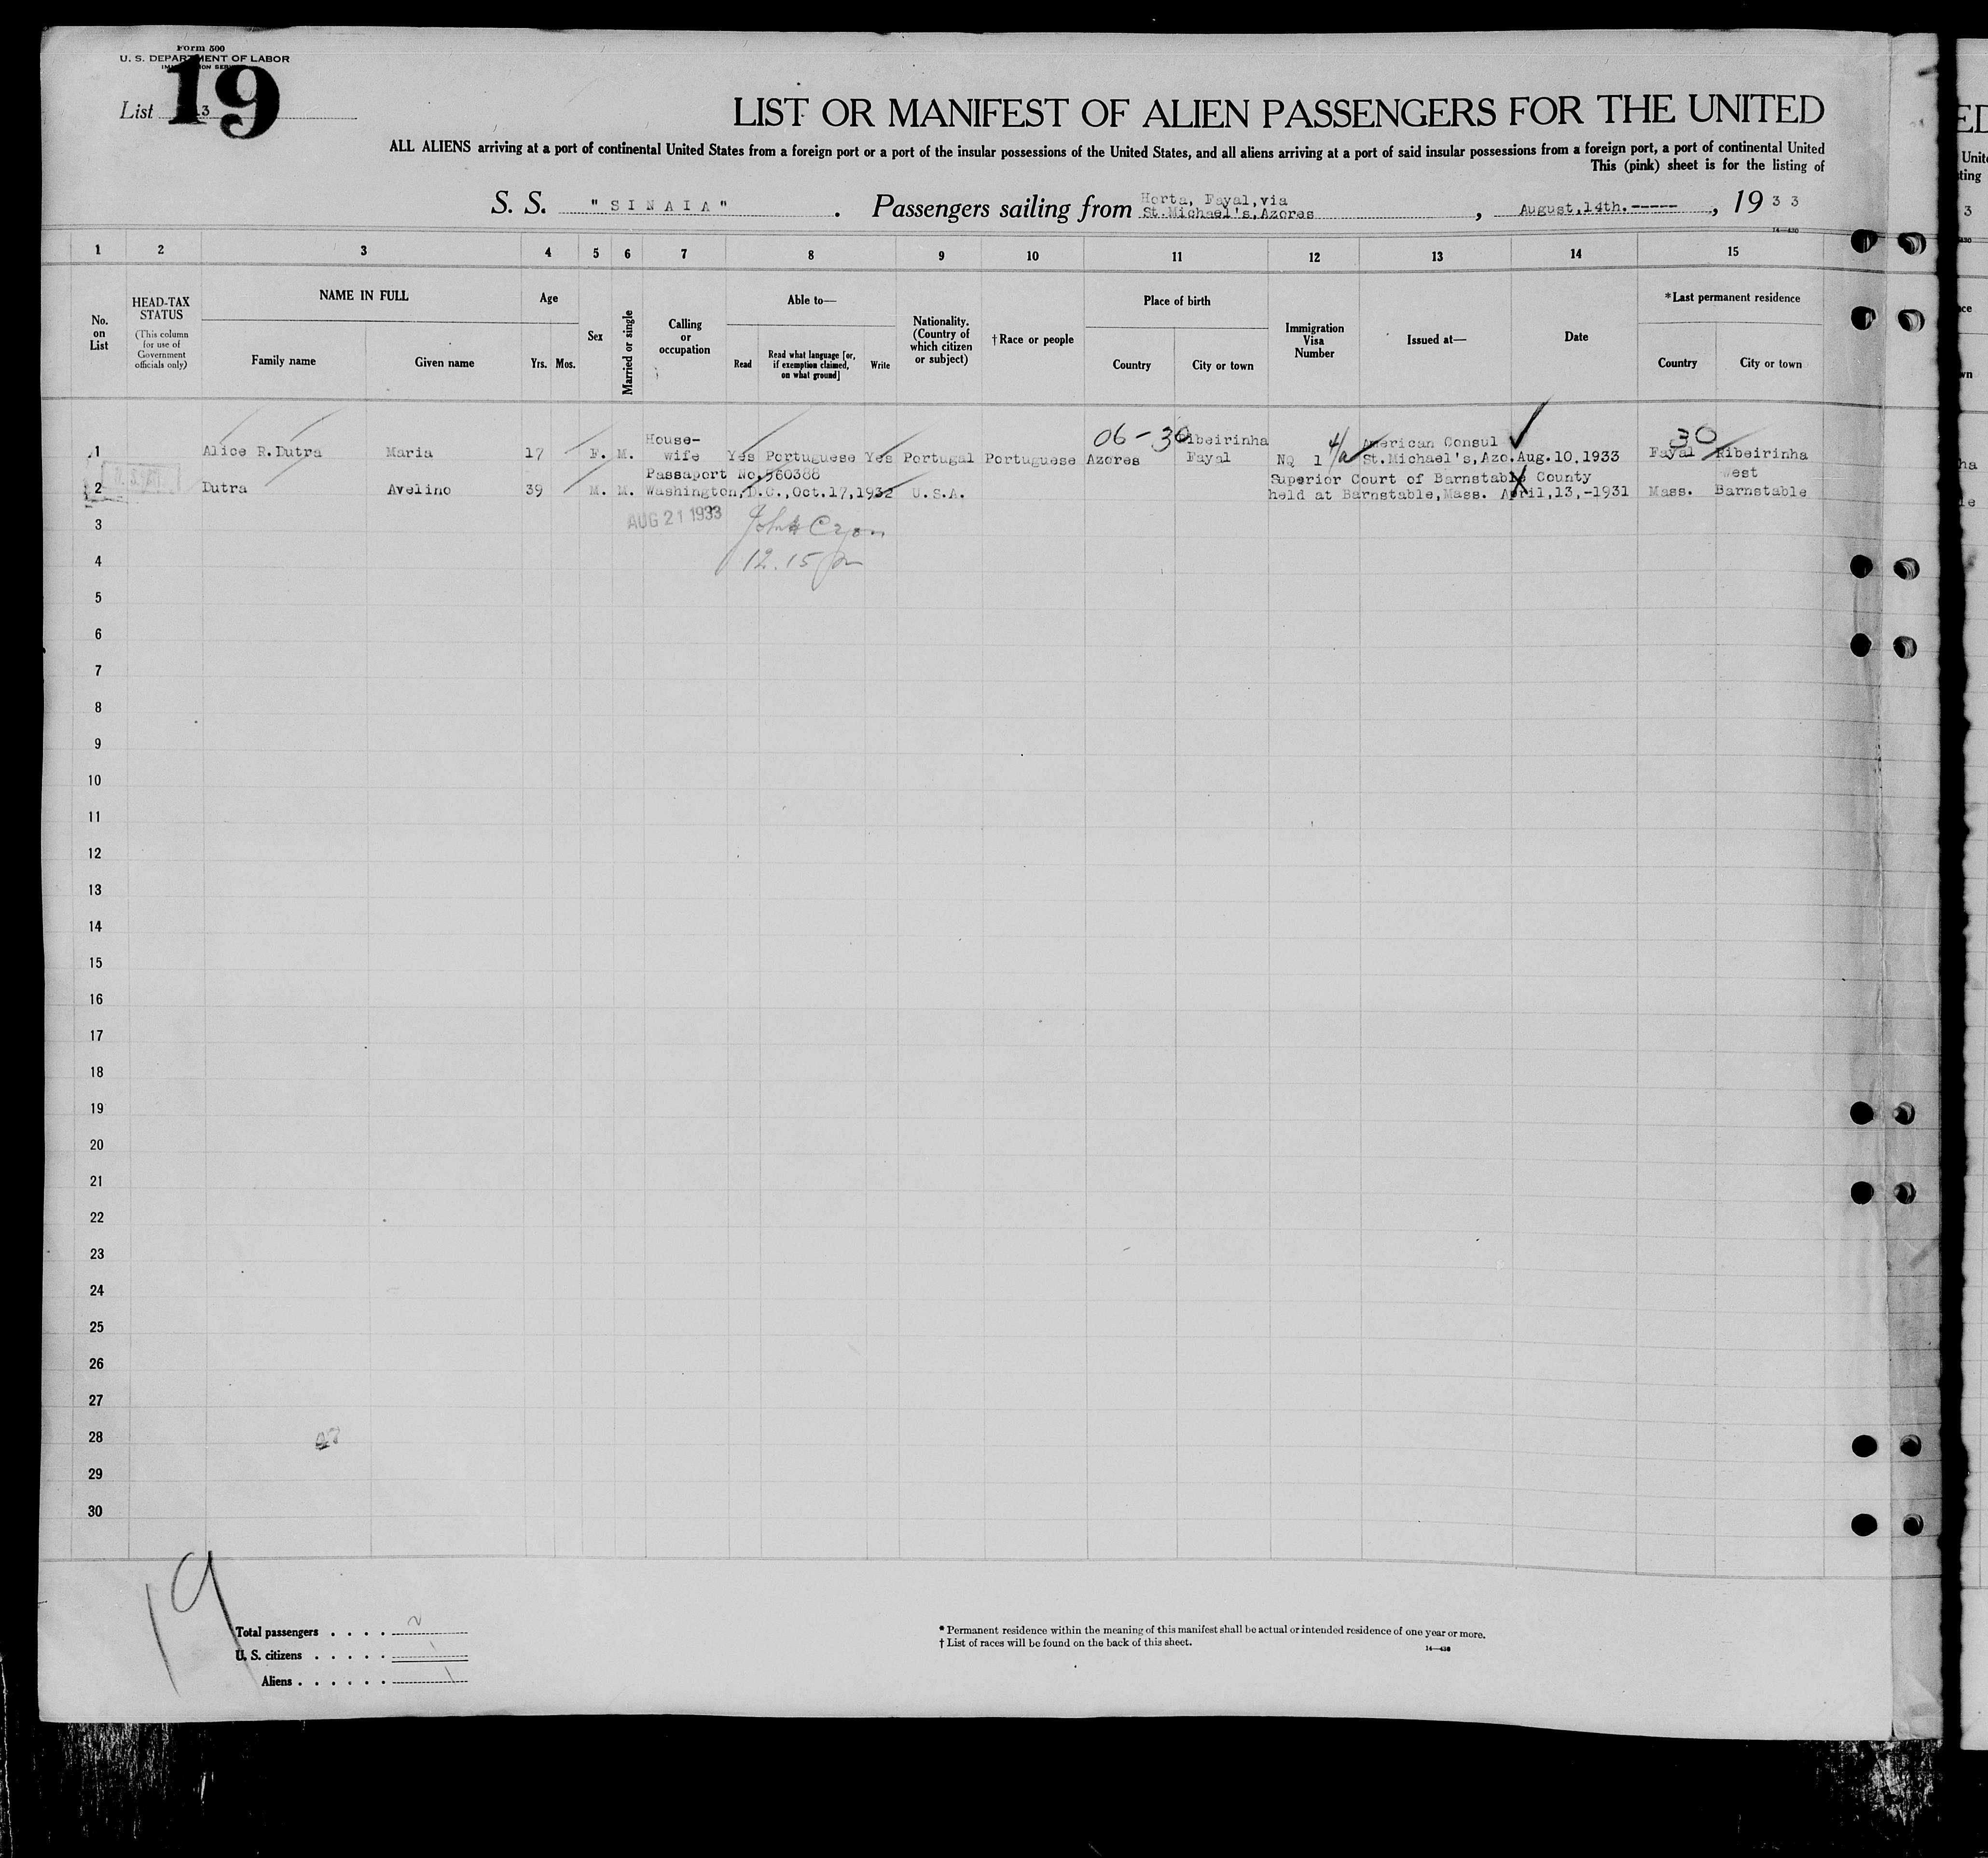 Form 500
U. S. DEPARTMENT OF LABOR
List 3
19
LIST OR MANIFEST OF ALIEN PASSENGERS FOR THE UNITED
ALL ALIENS arriving at a port of continental United States from a foreign port or a port of the insular possessions of the United States, and all aliens arriving at a port of said insular possessions from a foreign port, a port of continental United
This (pink) sheet is for the listing of
S. S. "SINAIA". Passengers sailing from Horta, Fayal, via St.Michael's,Azores, August,14th.-----, 1933
1 2 3 4 5 6 7 8 9 10 11 12 13 14 15
No. on List
HEAD-TAX STATUS
(This column for use of Government officials only)
NAME IN FULL
Family name Given name
Age
Yrs. Mos.
Sex
Married or single
Calling or occupation
Able to—
Read
Read what language [or, if exemption claimed, on what ground]
Write
Nationality. (Country of which citizen or subject)
†Race or people
Place of birth
Country City or town
Immigration Visa Number
Issued at—
Date
*Last permanent residence
Country City or town
06-30 30
1 Alice R.Dutra Maria 17 F. M. House-wife Yes Portuguese Yes Portugal Portuguese Azores Ribeirinha Fayal NQ 1 American Consul St.Michael's,Azo.Aug.10,1933 Fayal Ribeirinha
2 Dutra Avelino 39 M. M. Passaport No,560388 Washington,D.C.,Oct.17,1932 U.S.A. Superior Court of Barnstable County held at Barnstable,Mass. April,13,-1931 Mass. West Barnstable
3 AUG 21 1933
4 12.15 pm
5
6
7
8
9
10
11
12
13
14
15
16
17
18
19
20
21
22
23
24
25
26
27
28
29
30
19
Total passengers . . . . 2
U. S. citizens . . . . . 1
Aliens . . . . . . 1
* Permanent residence within the meaning of this manifest shall be actual or intended residence of one year or more.
† List of races will be found on the back of this sheet.
14—430